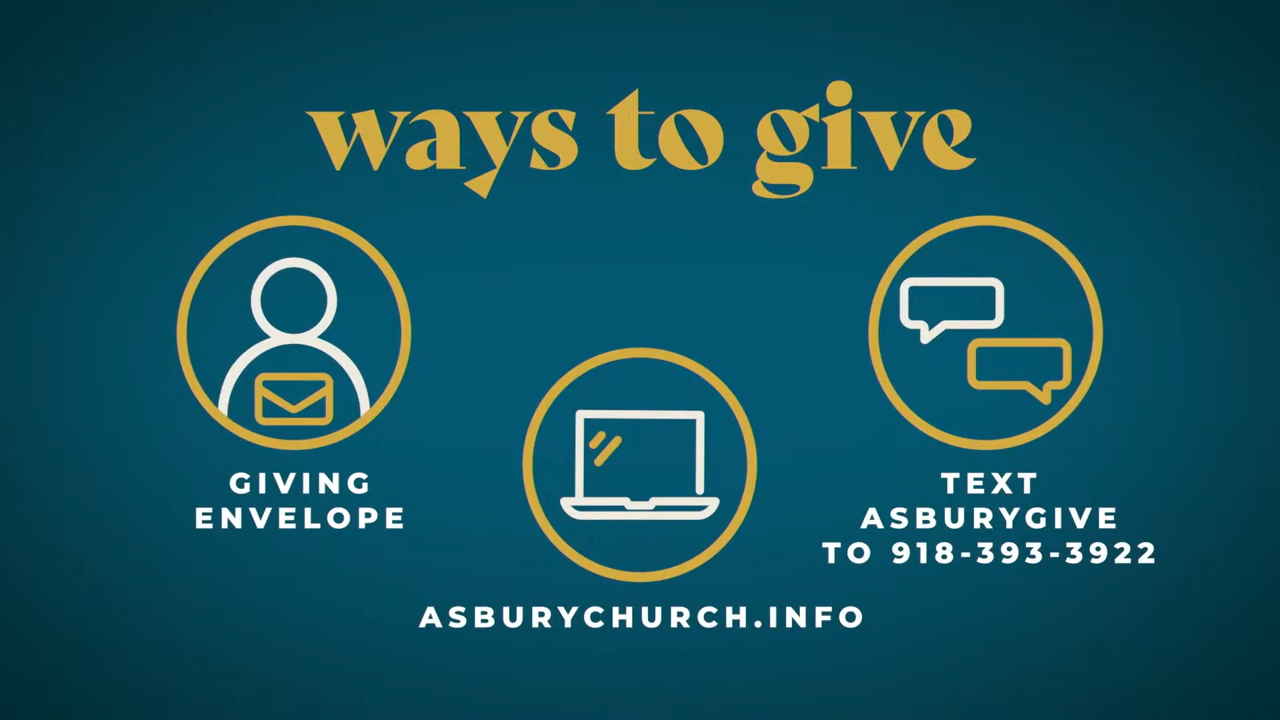 ways to give
GIVING
ENVELOPE
ASBURYCHURCH.INFO
TEXT
ASBURYGIVE
TO 918-393-3922